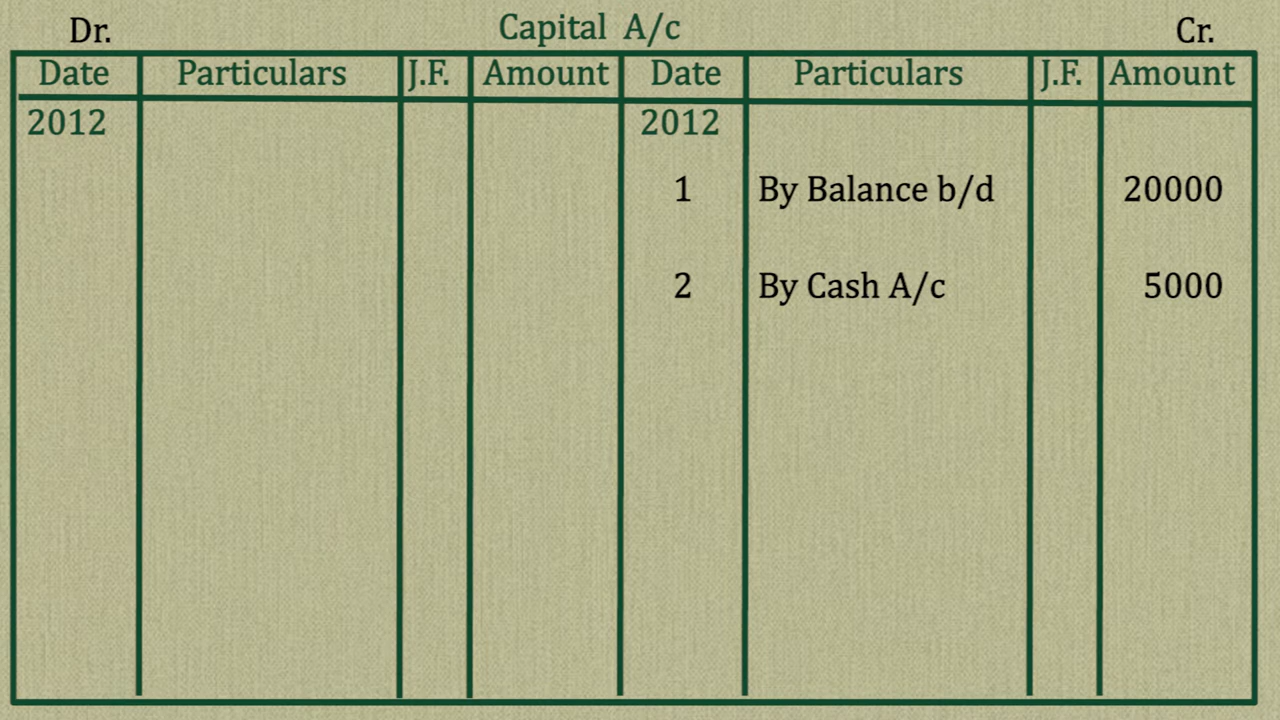 Dr. Capital A/c Cr.
Date Particulars J.F. Amount Date Particulars J.F. Amount
2012 2012
1 By Balance b/d 20000
2 By Cash A/c 5000